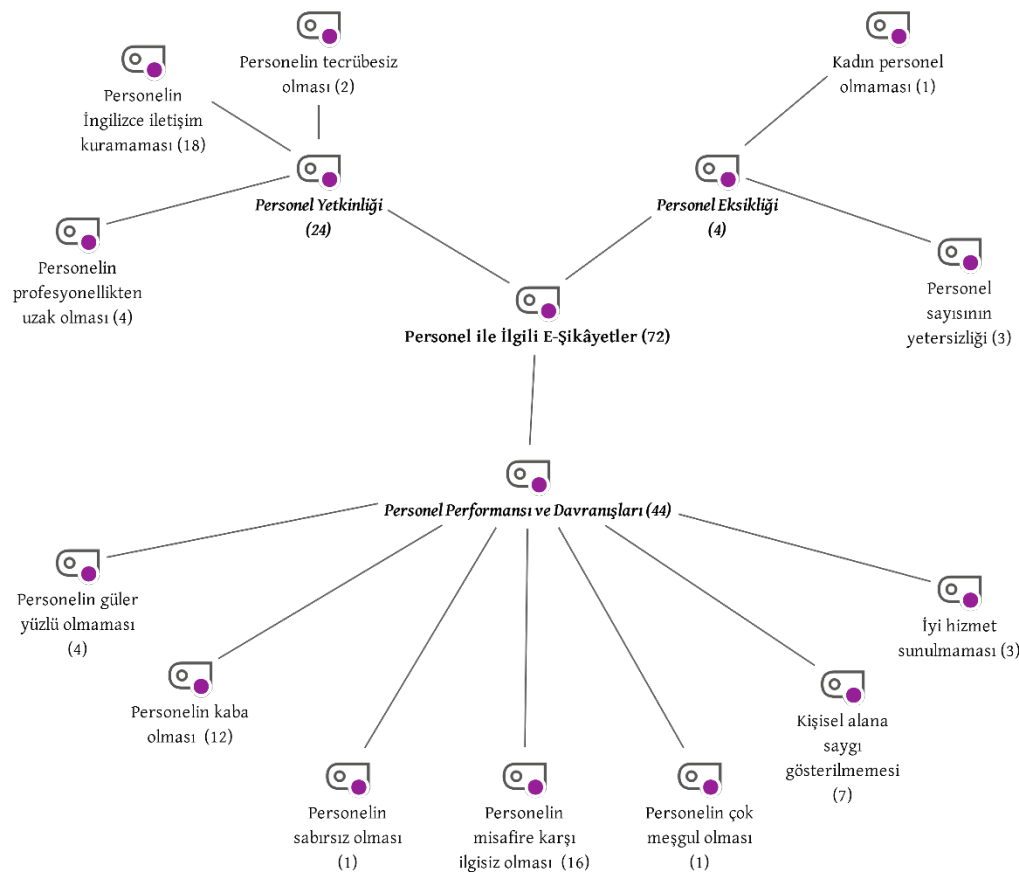 Personelin tecrübesiz
olması (2)
Kadın personel
olmaması (1)
Personelin
İngilizce iletişim
kuramaması (18)
Personel Yetkinliği
(24)
Personel Eksikliği
(4)
Personelin
profesyonellikten
uzak olması (4)
Personel
sayısının
yetersizliği (3)
Personel ile İlgili E-Şikâyetler (72)
Personel Performansı ve Davranışları (44)
Personelin güler
yüzlü olmaması
(4)
İyi hizmet
sunulmaması (3)
Personelin kaba
olması (12)
Kişisel alana
saygı
gösterilmemesi
(7)
Personelin
sabırsız olması
(1)
Personelin
misafire karşı
ilgisiz olması (16)
Personelin çok
meşgul olması
(1)